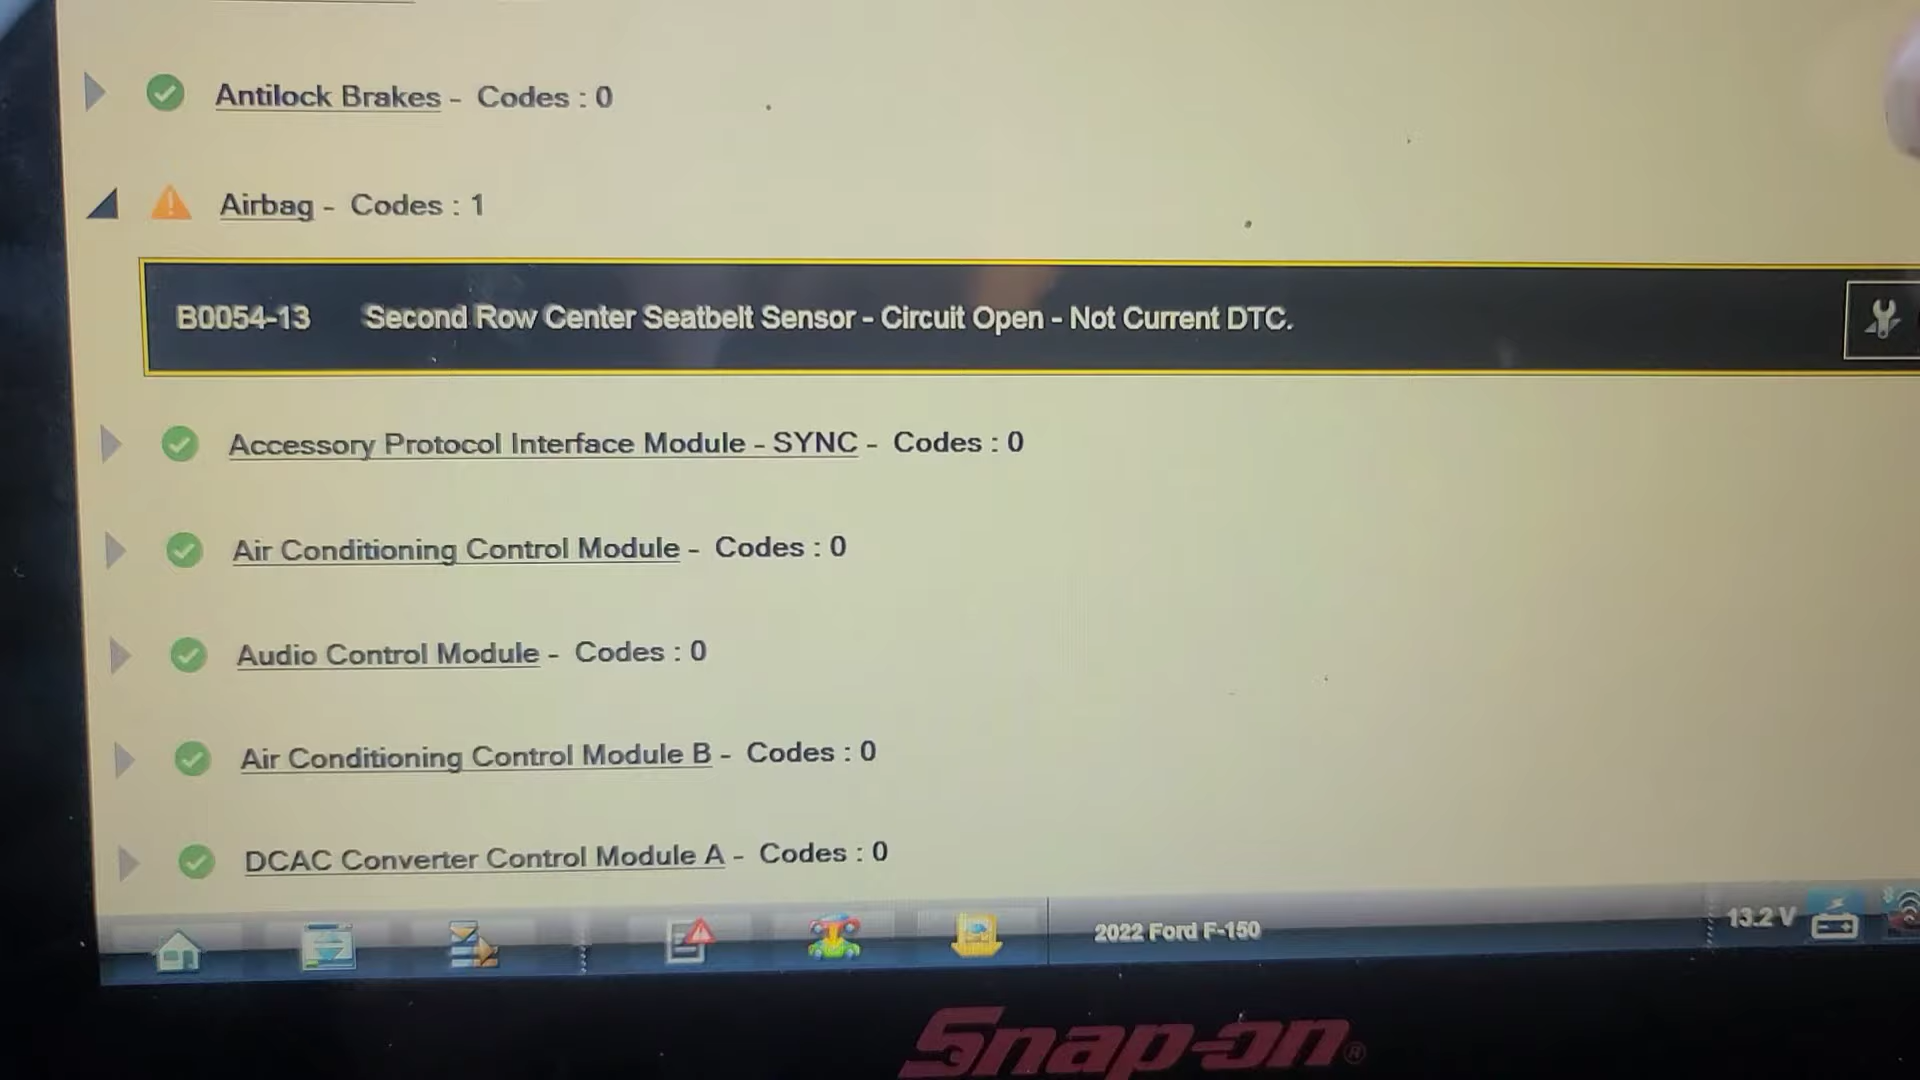 Antilock Brakes - Codes : 0
Airbag - Codes : 1
B0054-13 Second Row Center Seatbelt Sensor - Circuit Open - Not Current DTC.
Accessory Protocol Interface Module - SYNC - Codes : 0
Air Conditioning Control Module - Codes : 0
Audio Control Module - Codes : 0
Air Conditioning Control Module B - Codes : 0
DCAC Converter Control Module A - Codes : 0
2022 Ford F-150
13.2 V
Snap-on®